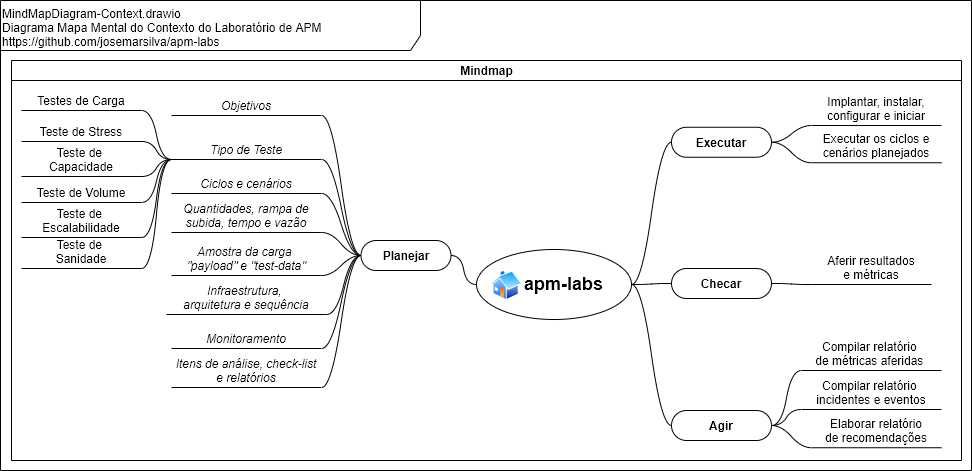 MindMapDiagram-Context.drawio
Diagrama Mapa Mental do Contexto do Laboratório de APM
https://github.com/josemarsilva/apm-labs
Mindmap
Testes de Carga
Teste de Stress
Teste de
Capacidade
Teste de Volume
Teste de
Escalabilidade
Teste de
Sanidade
Objetivos
Tipo de Teste
Ciclos e cenários
Quantidades, rampa de
subida, tempo e vazão
Amostra da carga
"payload" e "test-data"
Infraestrutura,
arquitetura e sequência
Monitoramento
Itens de análise, check-list
e relatórios
Planejar
apm-labs
Executar
Implantar, instalar,
configurar e iniciar
Executar os ciclos e
cenários planejados
Checar
Aferir resultados
e métricas
Agir
Compilar relatório
de métricas aferidas
Compilar relatório
incidentes e eventos
Elaborar relatório
de recomendações